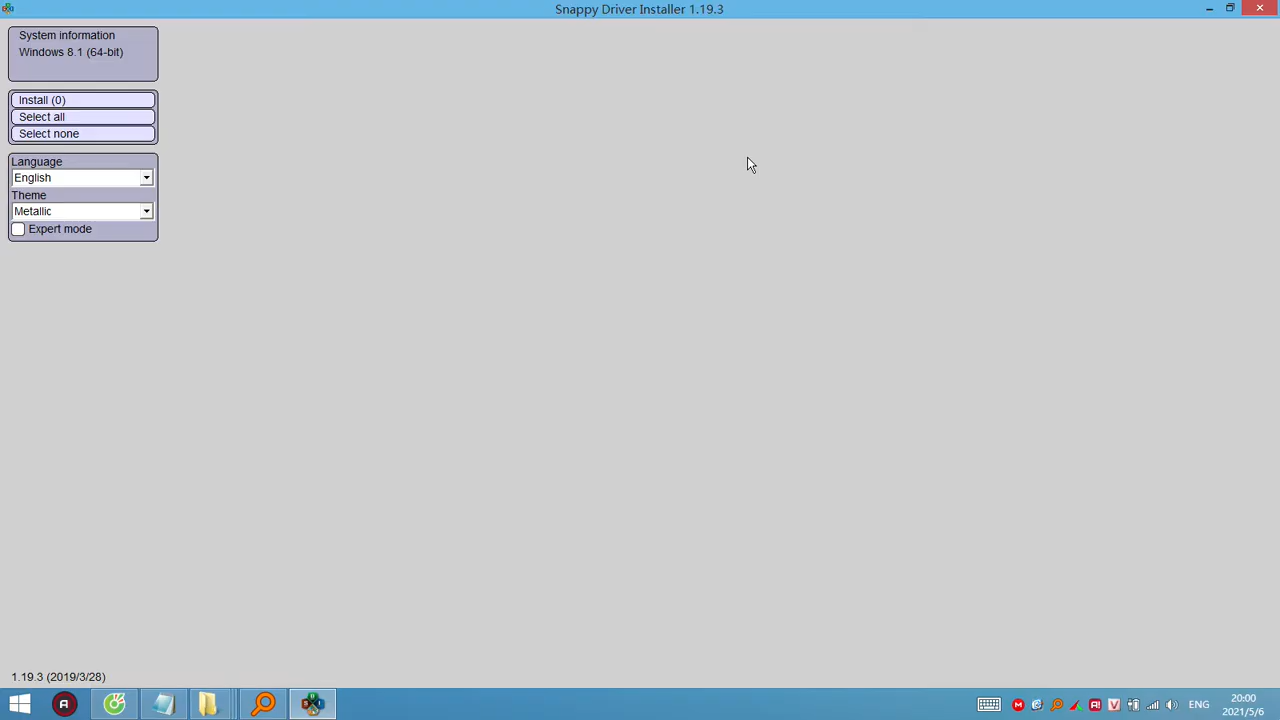 Snappy Driver Installer 1.19.3
System information
Windows 8.1 (64-bit)
Install (0)
Select all
Select none
Language
English
Theme
Metallic
Expert mode
1.19.3 (2019/3/28)
ENG
20:00
2021/5/6